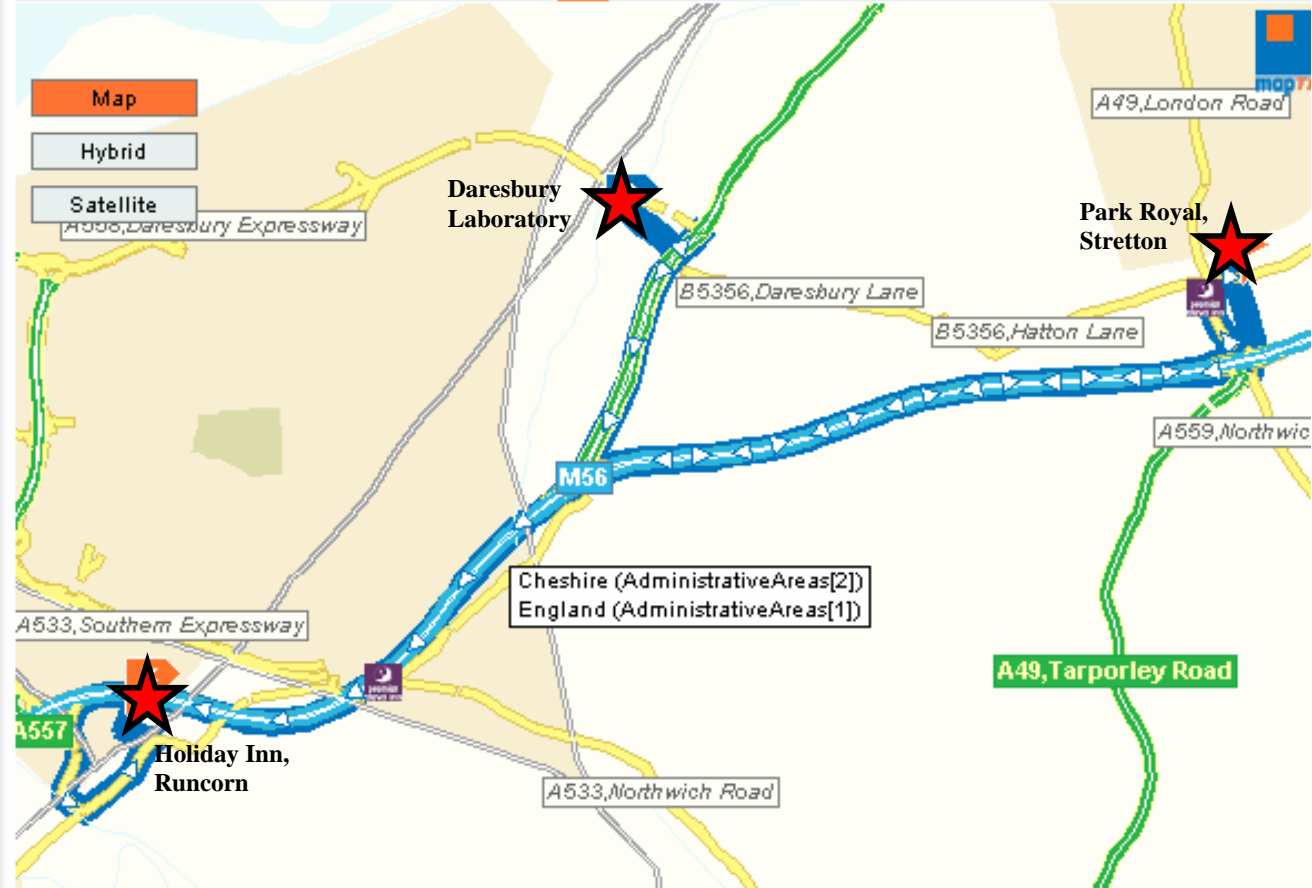 Map
A49,London Road
Hybrid
Satellite
Daresbury
Laboratory
A558,Daresbury Expressway
Park Royal,
Stretton
B5356,Daresbury Lane
B5356,Hatton Lane
A559,Northwic
M56
Cheshire (AdministrativeAreas[2])
England (AdministrativeAreas[1])
A533,Southern Expressway
A49,Tarporley Road
A557
Holiday Inn,
Runcorn
A533,Northwich Road